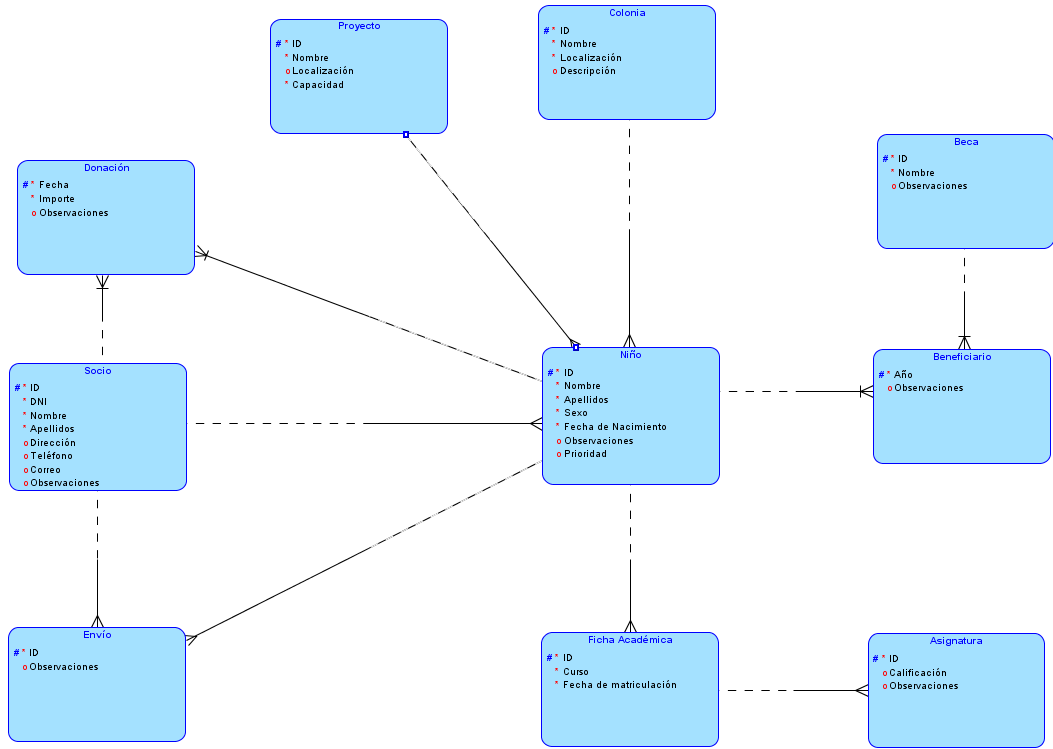 Proyecto
# * ID
* Nombre
o Localización
* Capacidad
Colonia
# * ID
* Nombre
* Localización
o Descripción
Beca
# * ID
* Nombre
o Observaciones
Donación
# * Fecha
* Importe
o Observaciones
Socio
# * ID
* DNI
* Nombre
* Apellidos
o Dirección
o Teléfono
o Correo
o Observaciones
Niño
# * ID
* Nombre
* Apellidos
* Sexo
* Fecha de Nacimiento
o Observaciones
o Prioridad
Beneficiario
# * Año
o Observaciones
Envío
# * ID
o Observaciones
Ficha Académica
# * ID
* Curso
* Fecha de matriculación
Asignatura
# * ID
o Calificación
o Observaciones